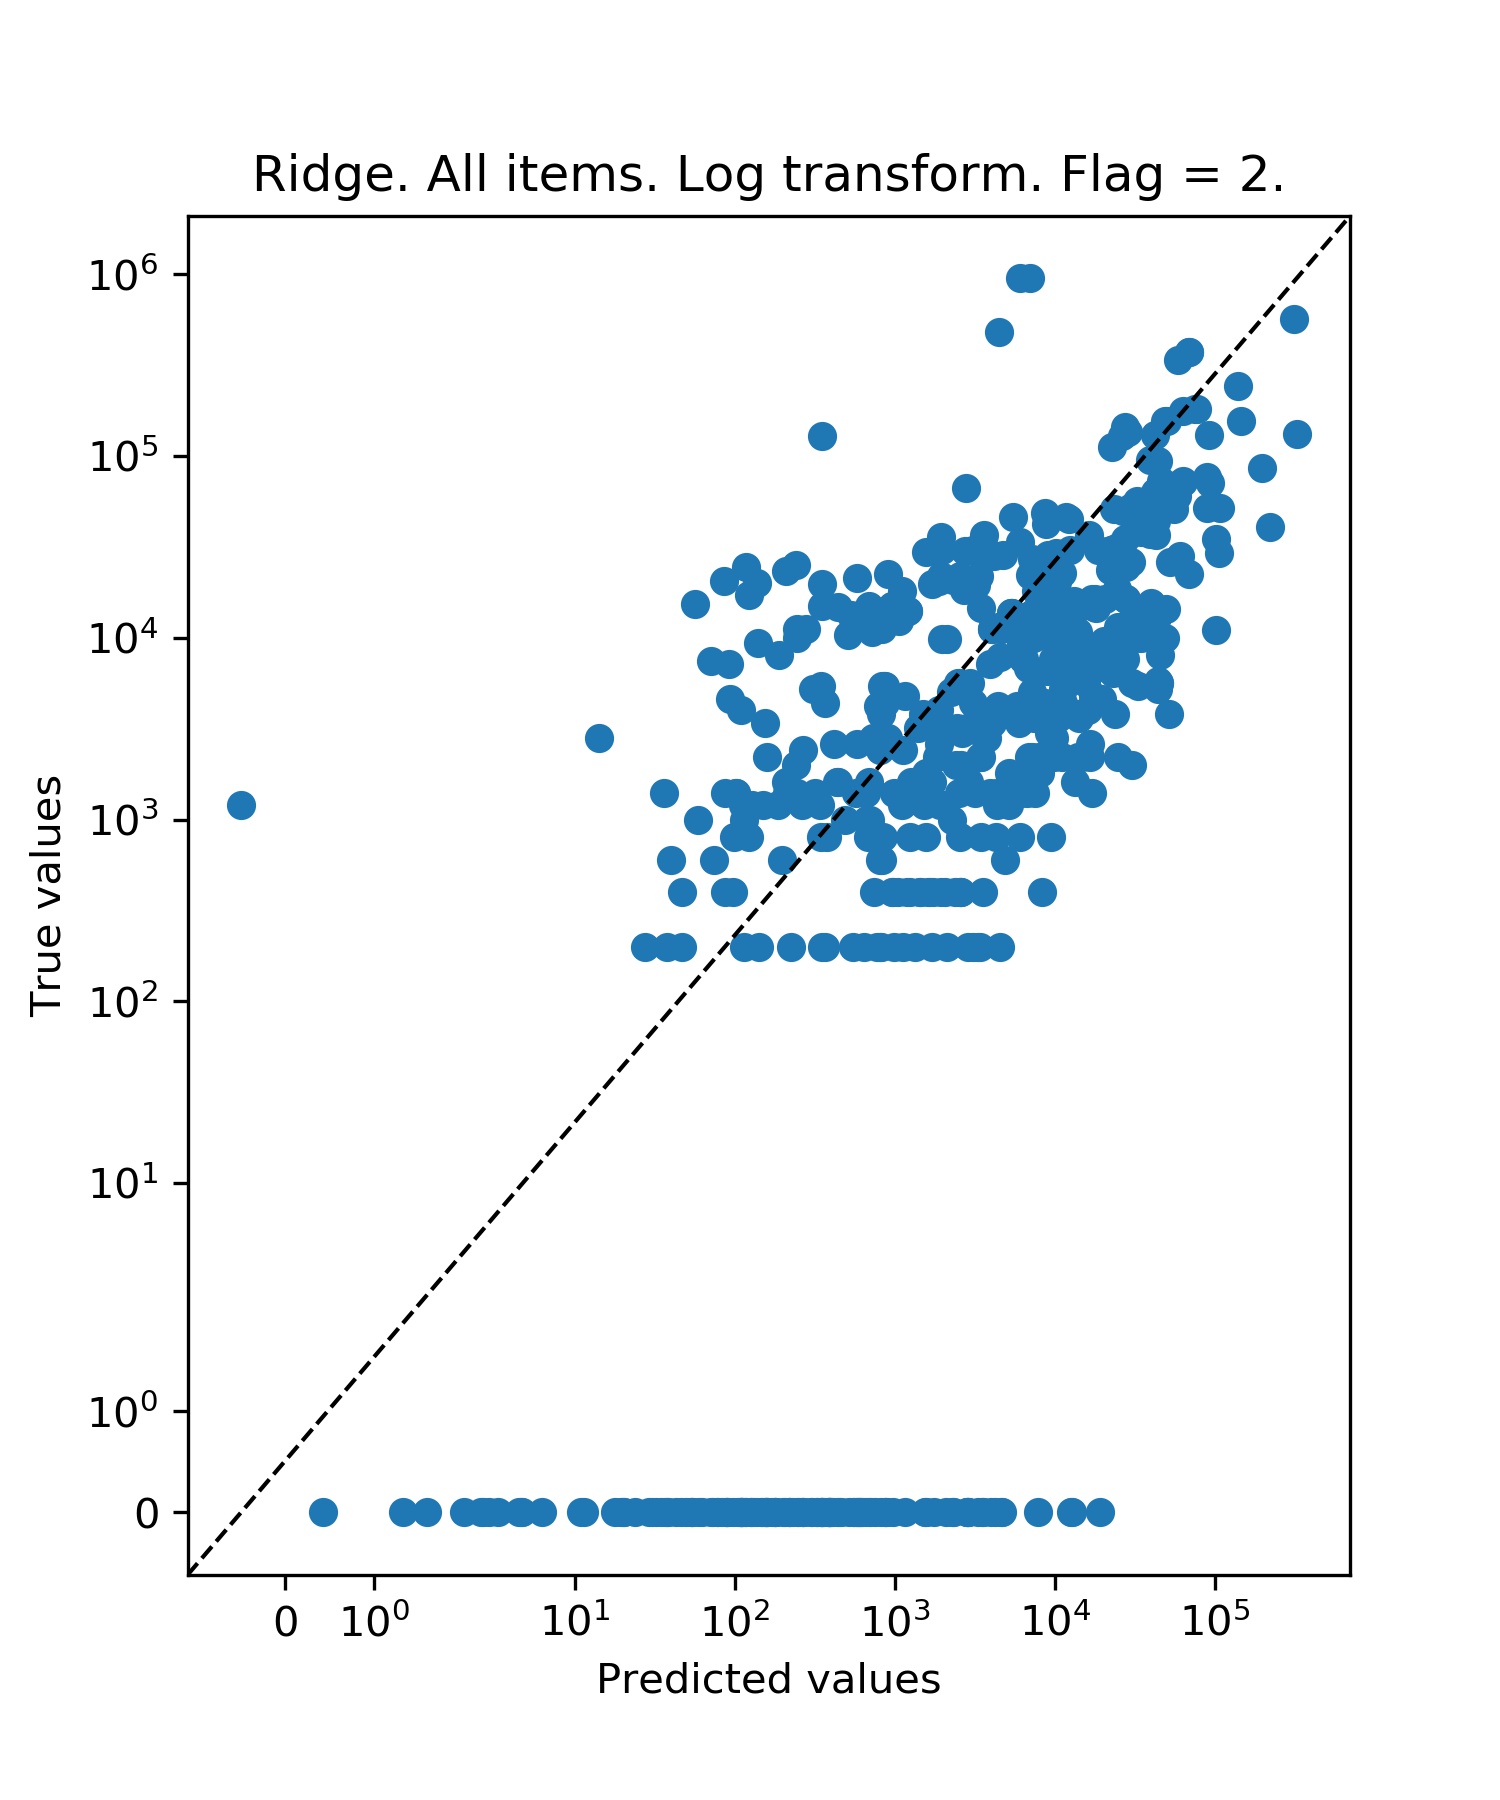 Ridge. All items. Log transform. Flag = 2.
10⁶
10⁵
10⁴
10³
10²
10¹
10⁰
0
True values
0 10⁰ 10¹ 10² 10³ 10⁴ 10⁵
Predicted values